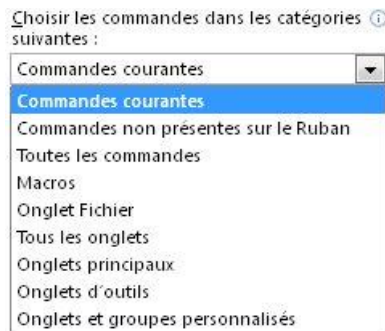 Choisir les commandes dans les catégories
suivantes :
Commandes courantes
Commandes courantes
Commandes non présentes sur le Ruban
Toutes les commandes
Macros
Onglet Fichier
Tous les onglets
Onglets principaux
Onglets d'outils
Onglets et groupes personnalisés